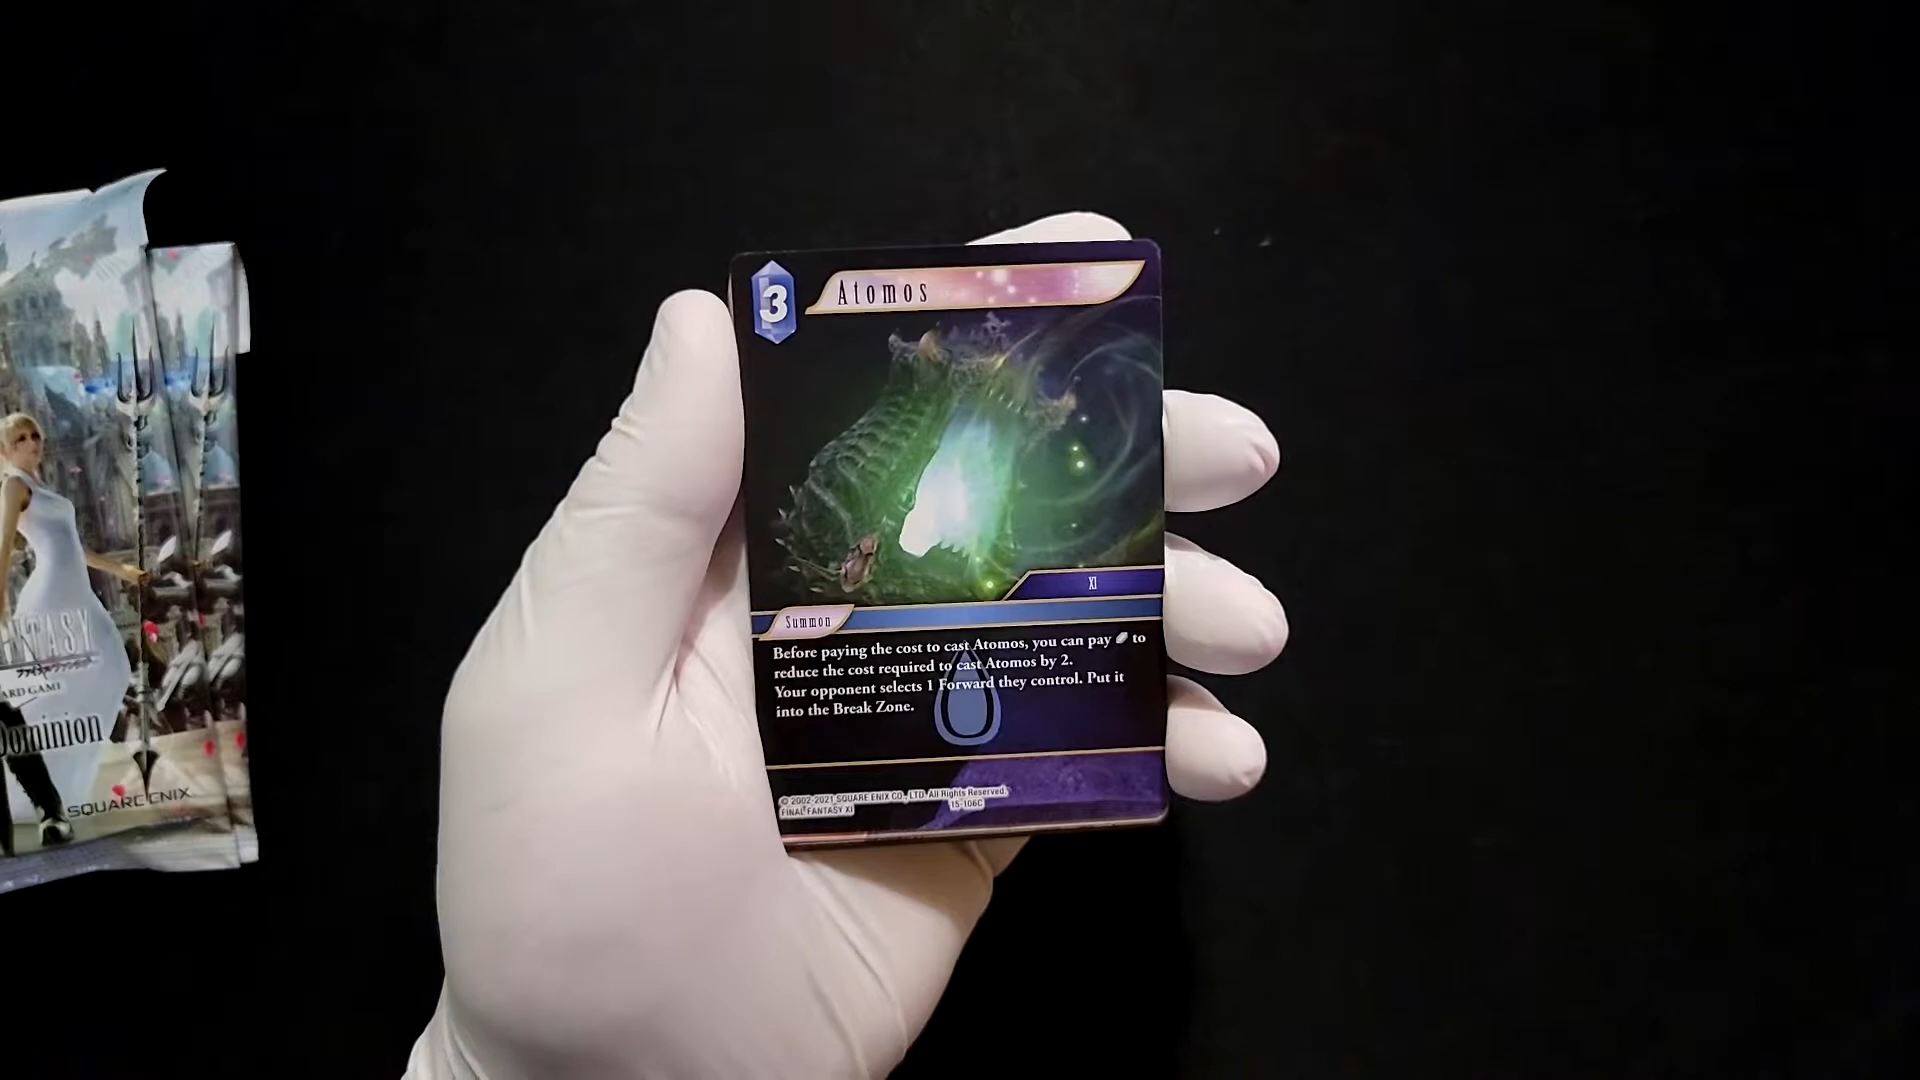 3
Atomos
XI
Summon
Before paying the cost to cast Atomos, you can pay to
reduce the cost required to cast Atomos by 2.
Your opponent selects 1 Forward they control. Put it
into the Break Zone.
© 2002-2021 SQUARE ENIX CO., LTD. All Rights Reserved.
FINAL FANTASY XI
15-106C
NTASY
ARD GAME
Dominion
SQUARE ENIX